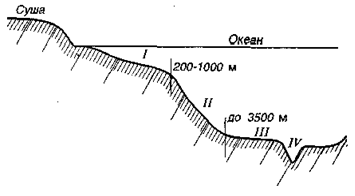 Суша
Океан
I
200-1000 м
II
до 3500 м
III
IV